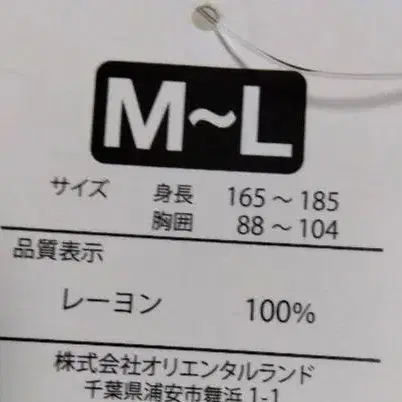 M~L
サイズ 身長 165~185
胸囲 88~104
品質表示
レーヨン 100%
株式会社オリエンタルランド
千葉県浦安市舞浜 1-1